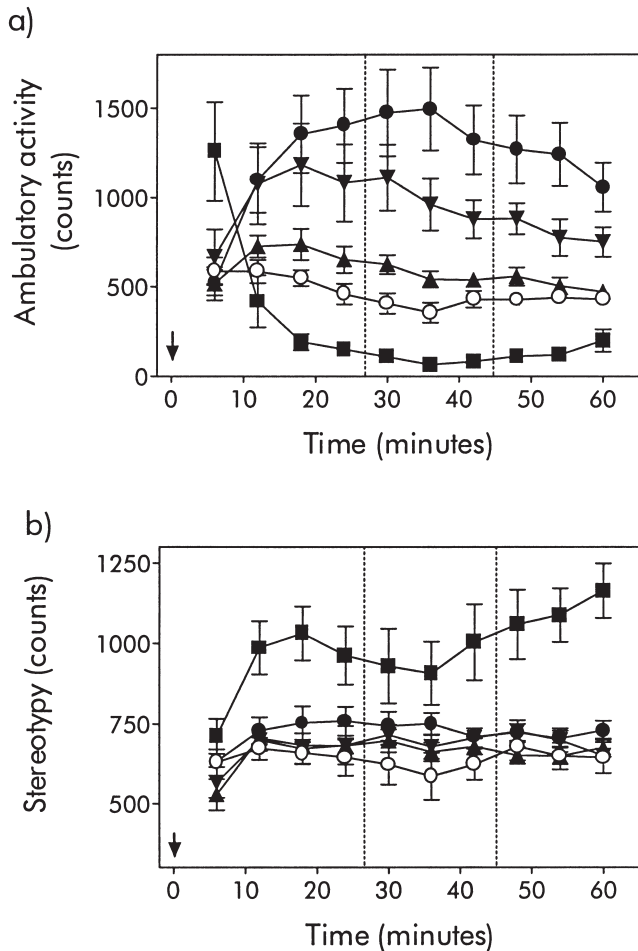 a)
Ambulatory activity
(counts)
1500
1000
500
0
0 10 20 30 40 50 60
Time (minutes)
b)
Stereotypy (counts)
1250
1000
750
500
0 10 20 30 40 50 60
Time (minutes)